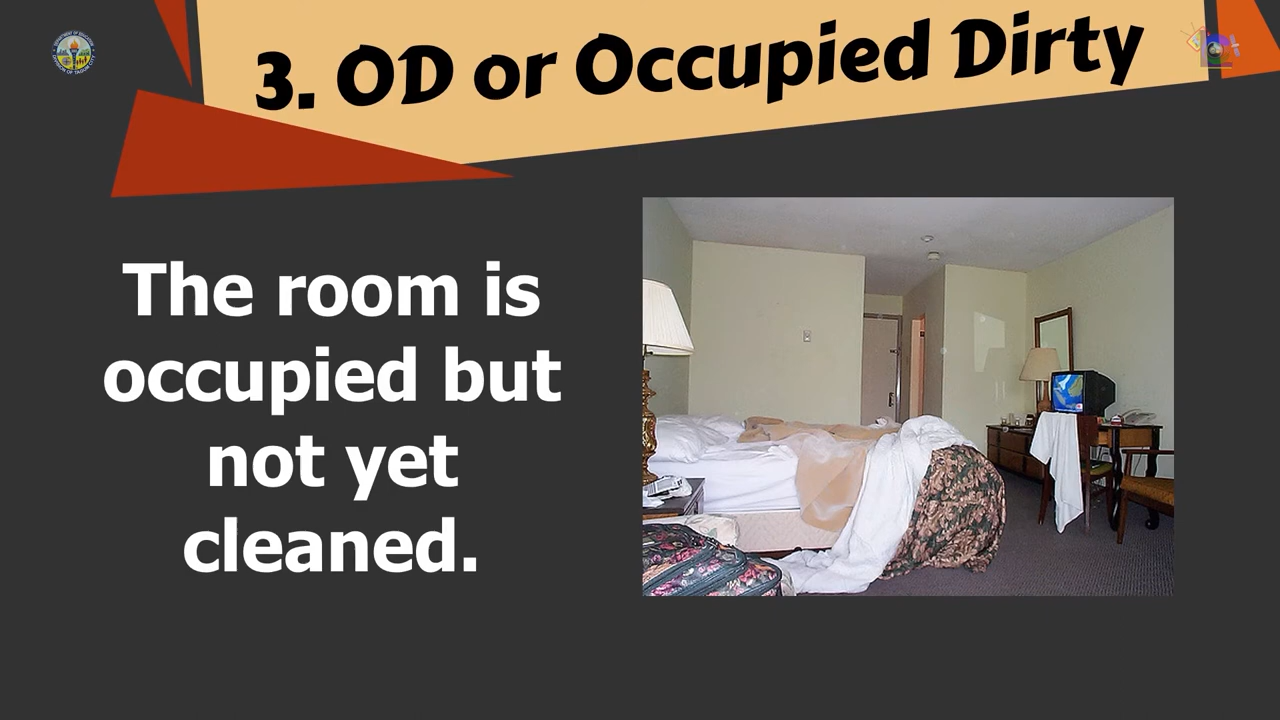 3. OD or Occupied Dirty
The room is
occupied but
not yet
cleaned.